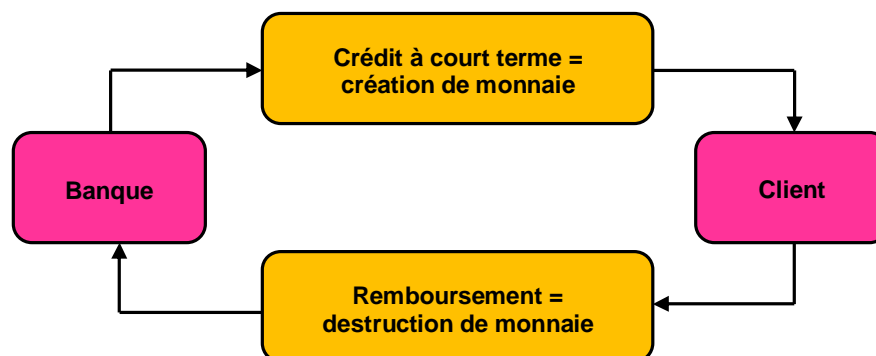 Crédit à court terme =
création de monnaie
Banque
Client
Remboursement =
destruction de monnaie